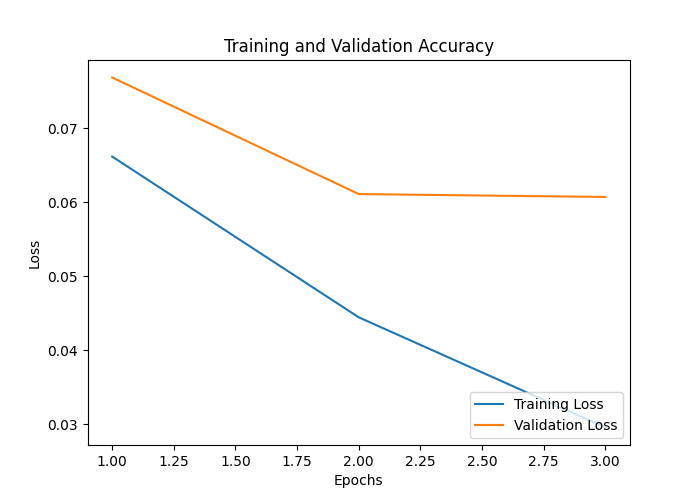 Training and Validation Accuracy
0.07
0.06
0.05
0.04
0.03
Loss
Training Loss
Validation Loss
1.00 1.25 1.50 1.75 2.00 2.25 2.50 2.75 3.00
Epochs